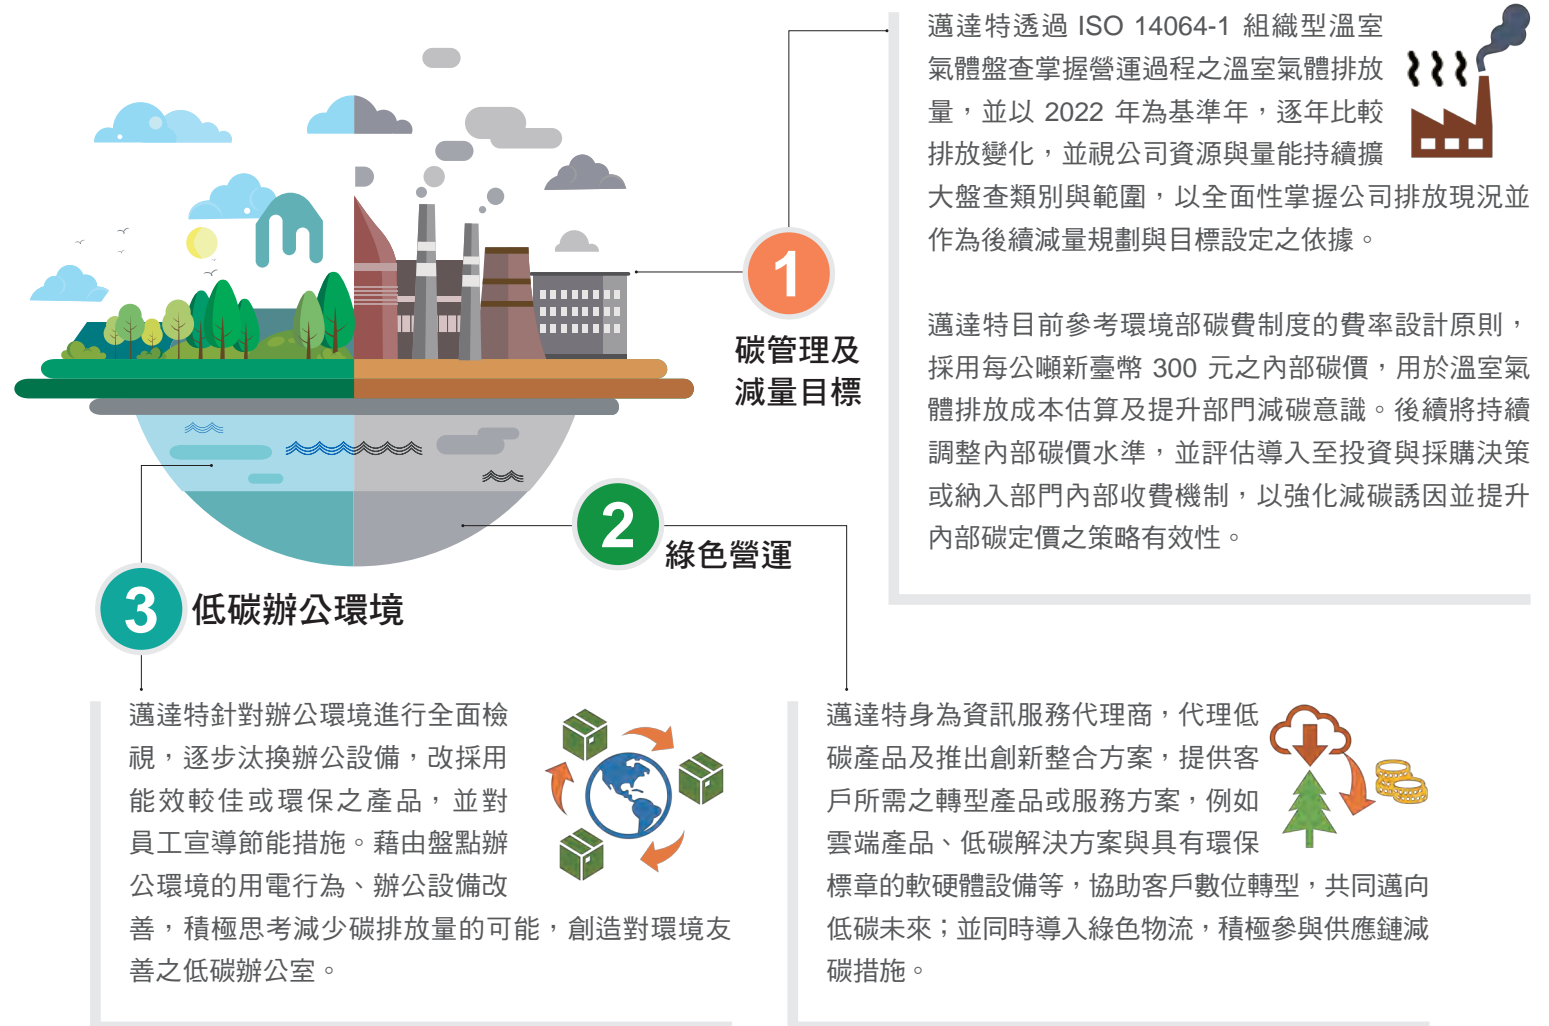 邁達特透過 ISO 14064-1 組織型溫室
氣體盤查掌握營運過程之溫室氣體排放
量，並以 2022 年為基準年，逐年比較
排放變化，並視公司資源與量能持續擴
大盤查類別與範圍，以全面性掌握公司排放現況並
作為後續減量規劃與目標設定之依據。
邁達特目前參考環境部碳費制度的費率設計原則，
採用每公噸新臺幣 300 元之內部碳價，用於溫室氣
體排放成本估算及提升部門減碳意識。後續將持續
調整內部碳價水準，並評估導入至投資與採購決策
或納入部門內部收費機制，以強化減碳誘因並提升
內部碳定價之策略有效性。
1
碳管理及
減量目標
2
綠色營運
3
低碳辦公環境
邁達特針對辦公環境進行全面檢
視，逐步汰換辦公設備，改採用
能效較佳或環保之產品，並對
員工宣導節能措施。藉由盤點辦
公環境的用電行為、辦公設備改
善，積極思考減少碳排放量的可能，創造對環境友
善之低碳辦公室。
邁達特身為資訊服務代理商，代理低
碳產品及推出創新整合方案，提供客
戶所需之轉型產品或服務方案，例如
雲端產品、低碳解決方案與具有環保
標章的軟硬體設備等，協助客戶數位轉型，共同邁向
低碳未來；並同時導入綠色物流，積極參與供應鏈減
碳措施。